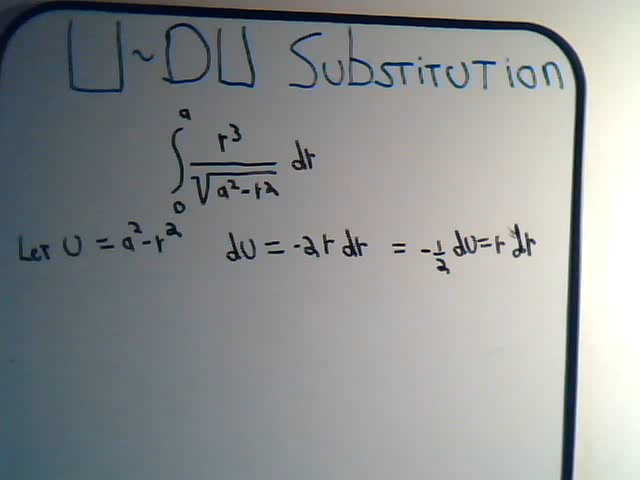 U~DU Substitution
∫₀ᵃ r³/√(a²-r²) dr
Let U = a²-r² dU = -2r dr = -1/2 dU = r dr